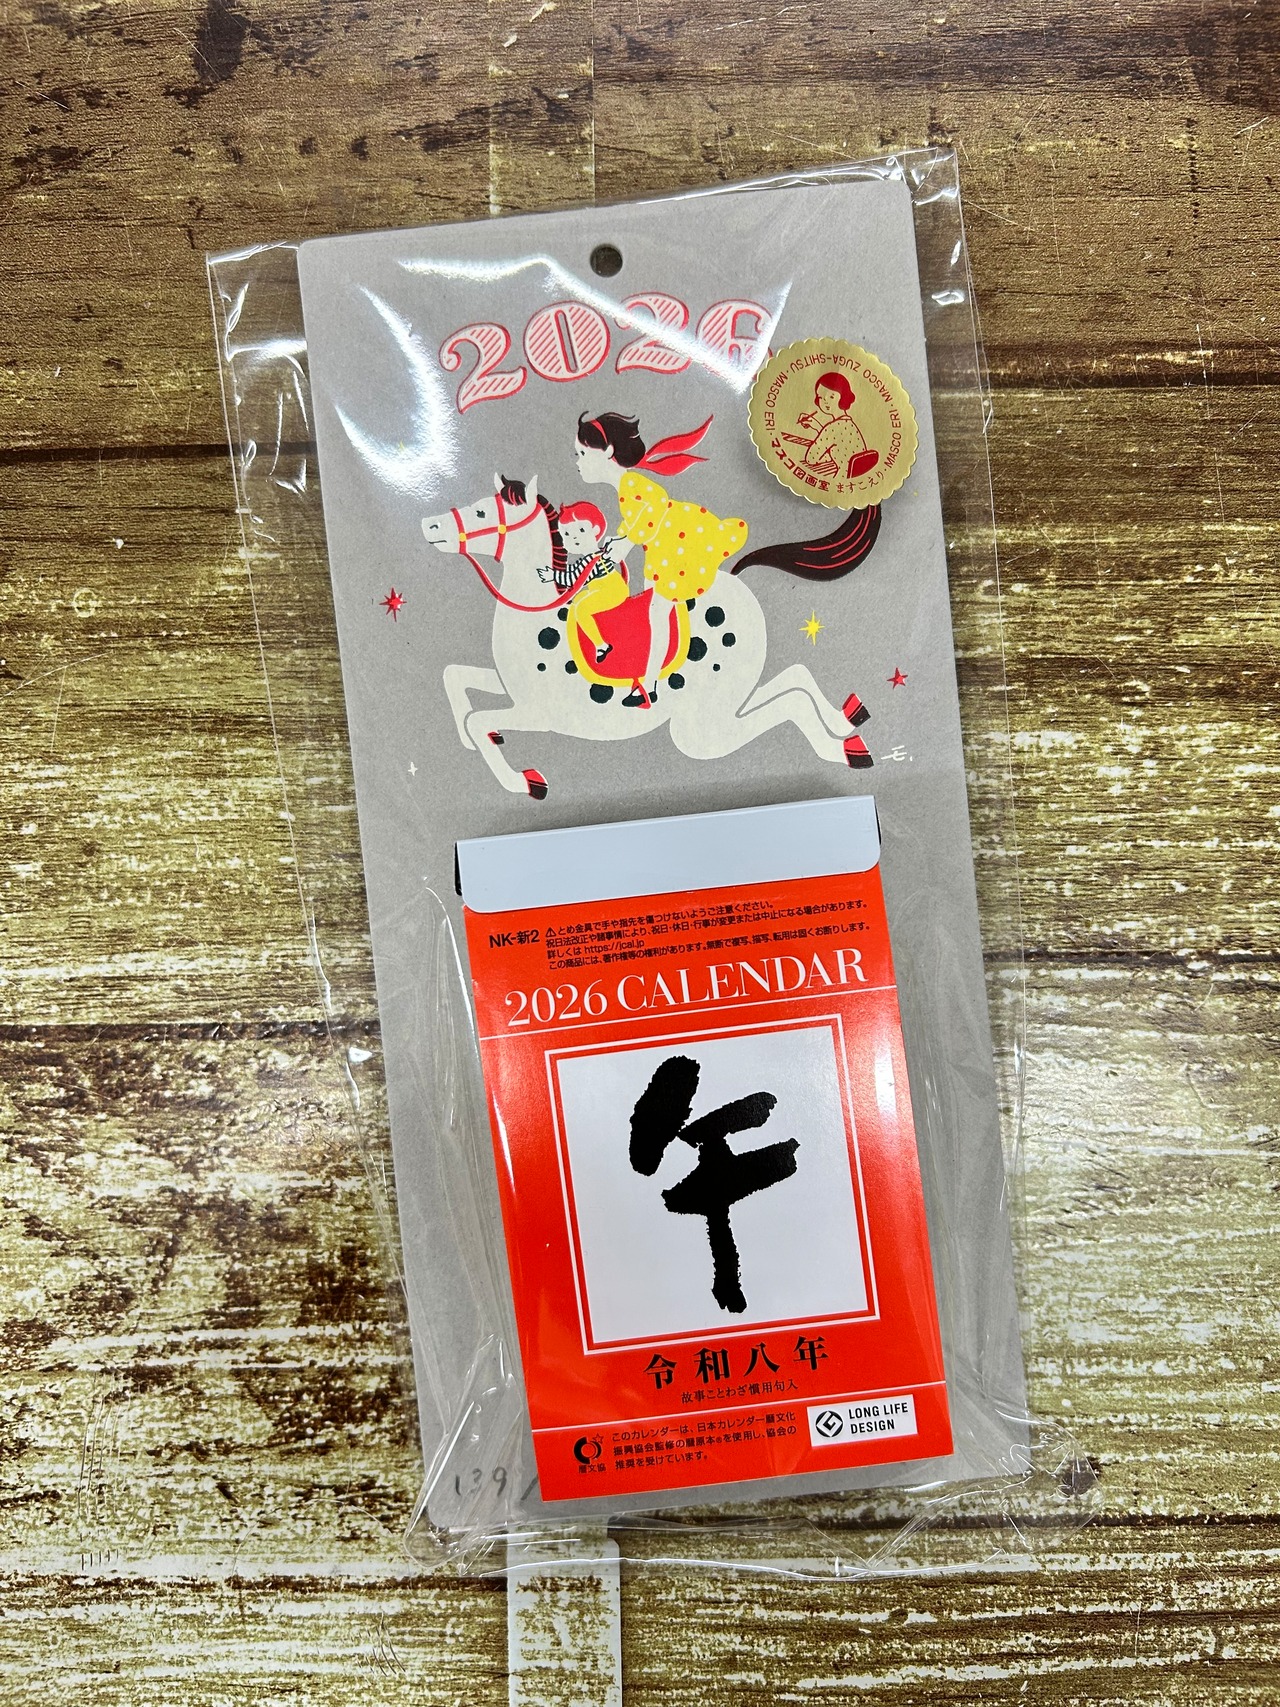 2026
MASCO ERI・MASCO ZUGA-SHITSU・MASCO ERI・
マスコ図画室 ますこえり・
NK-新2
⚠とめ金具で手や指先を傷つけないようご注意ください。
祝日法改正や諸事情により、祝日・休日・行事が変更または中止になる場合があります。
詳しくは https://jcal.jp
この商品には、著作権等の権利があります。無断で複写、描写、転用は固くお断りします。
2026 CALENDAR
午
令和八年
故事ことわざ慣用句入
このカレンダーは、日本カレンダー暦文化
振興協会監修の暦原本®を使用し、協会の
推奨を受けています。
暦文協
LONG LIFE
DESIGN
139/